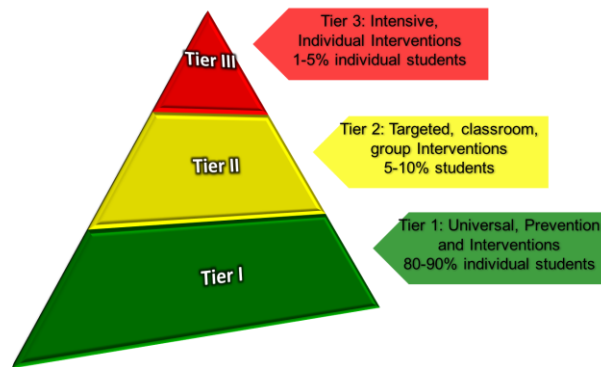 Tier III
Tier 3: Intensive,
Individual Interventions
1-5% individual students
Tier II
Tier 2: Targeted, classroom,
group Interventions
5-10% students
Tier I
Tier 1: Universal, Prevention
and Interventions
80-90% individual students